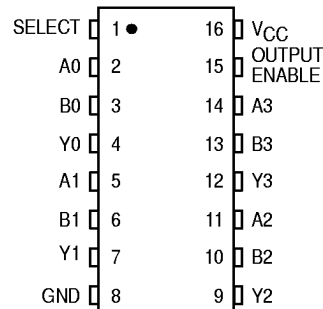 SELECT 1 16 VCC
A0 2 15 OUTPUT ENABLE
B0 3 14 A3
Y0 4 13 B3
A1 5 12 Y3
B1 6 11 A2
Y1 7 10 B2
GND 8 9 Y2